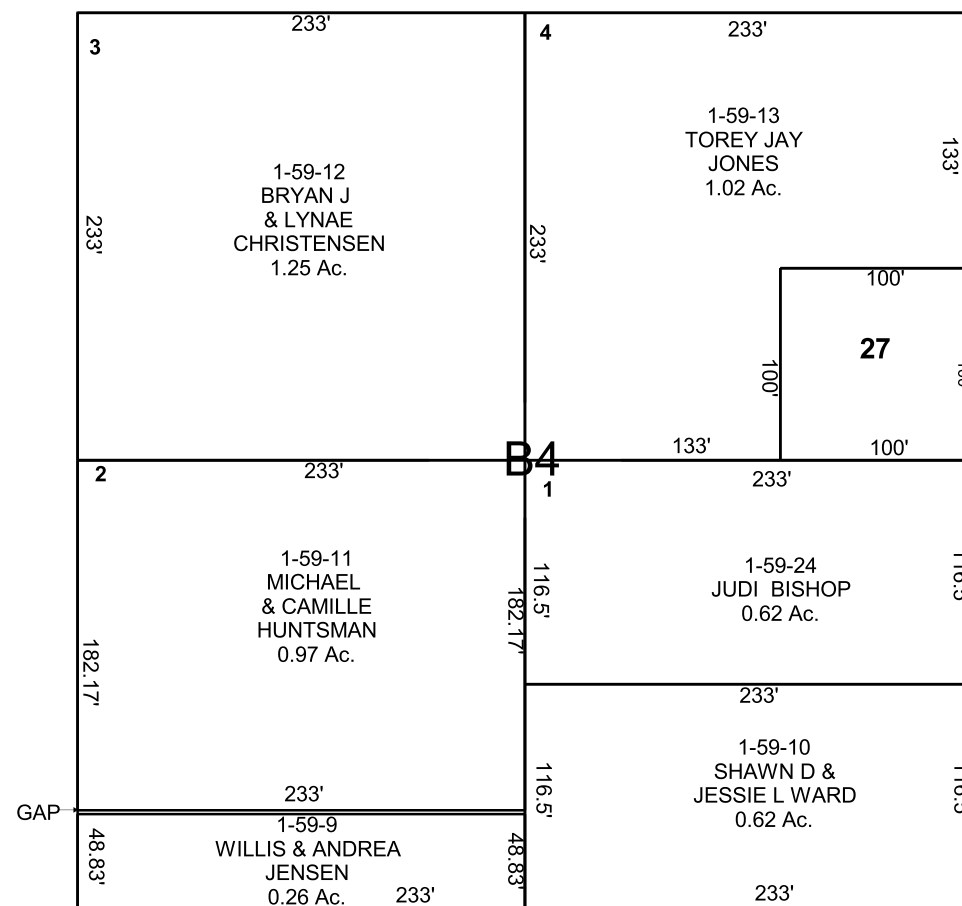 233'
233'
3
4
1-59-12
BRYAN J
& LYNAE
CHRISTENSEN
1.25 Ac.
1-59-13
TOREY JAY
JONES
1.02 Ac.
133'
233'
233'
100'
27
100'
133'
100'
B4
2
233'
1
233'
1-59-11
MICHAEL
& CAMILLE
HUNTSMAN
0.97 Ac.
116.5'
182.17'
1-59-24
JUDI BISHOP
0.62 Ac.
116.5
182.17'
233'
1-59-10
SHAWN D &
JESSIE L WARD
0.62 Ac.
116.5'
116.5
233'
GAP
1-59-9
WILLIS & ANDREA
JENSEN
0.26 Ac.
48.83'
48.83'
233'
233'